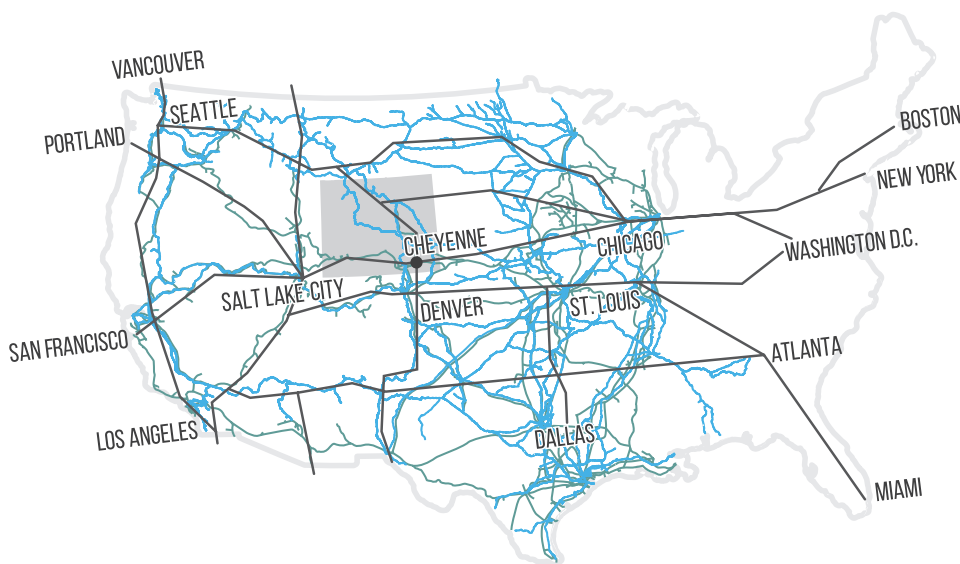 VANCOUVER
SEATTLE
PORTLAND
BOSTON
NEW YORK
CHEYENNE
CHICAGO
WASHINGTON D.C.
SALT LAKE CITY
DENVER
ST. LOUIS
SAN FRANCISCO
ATLANTA
LOS ANGELES
DALLAS
MIAMI